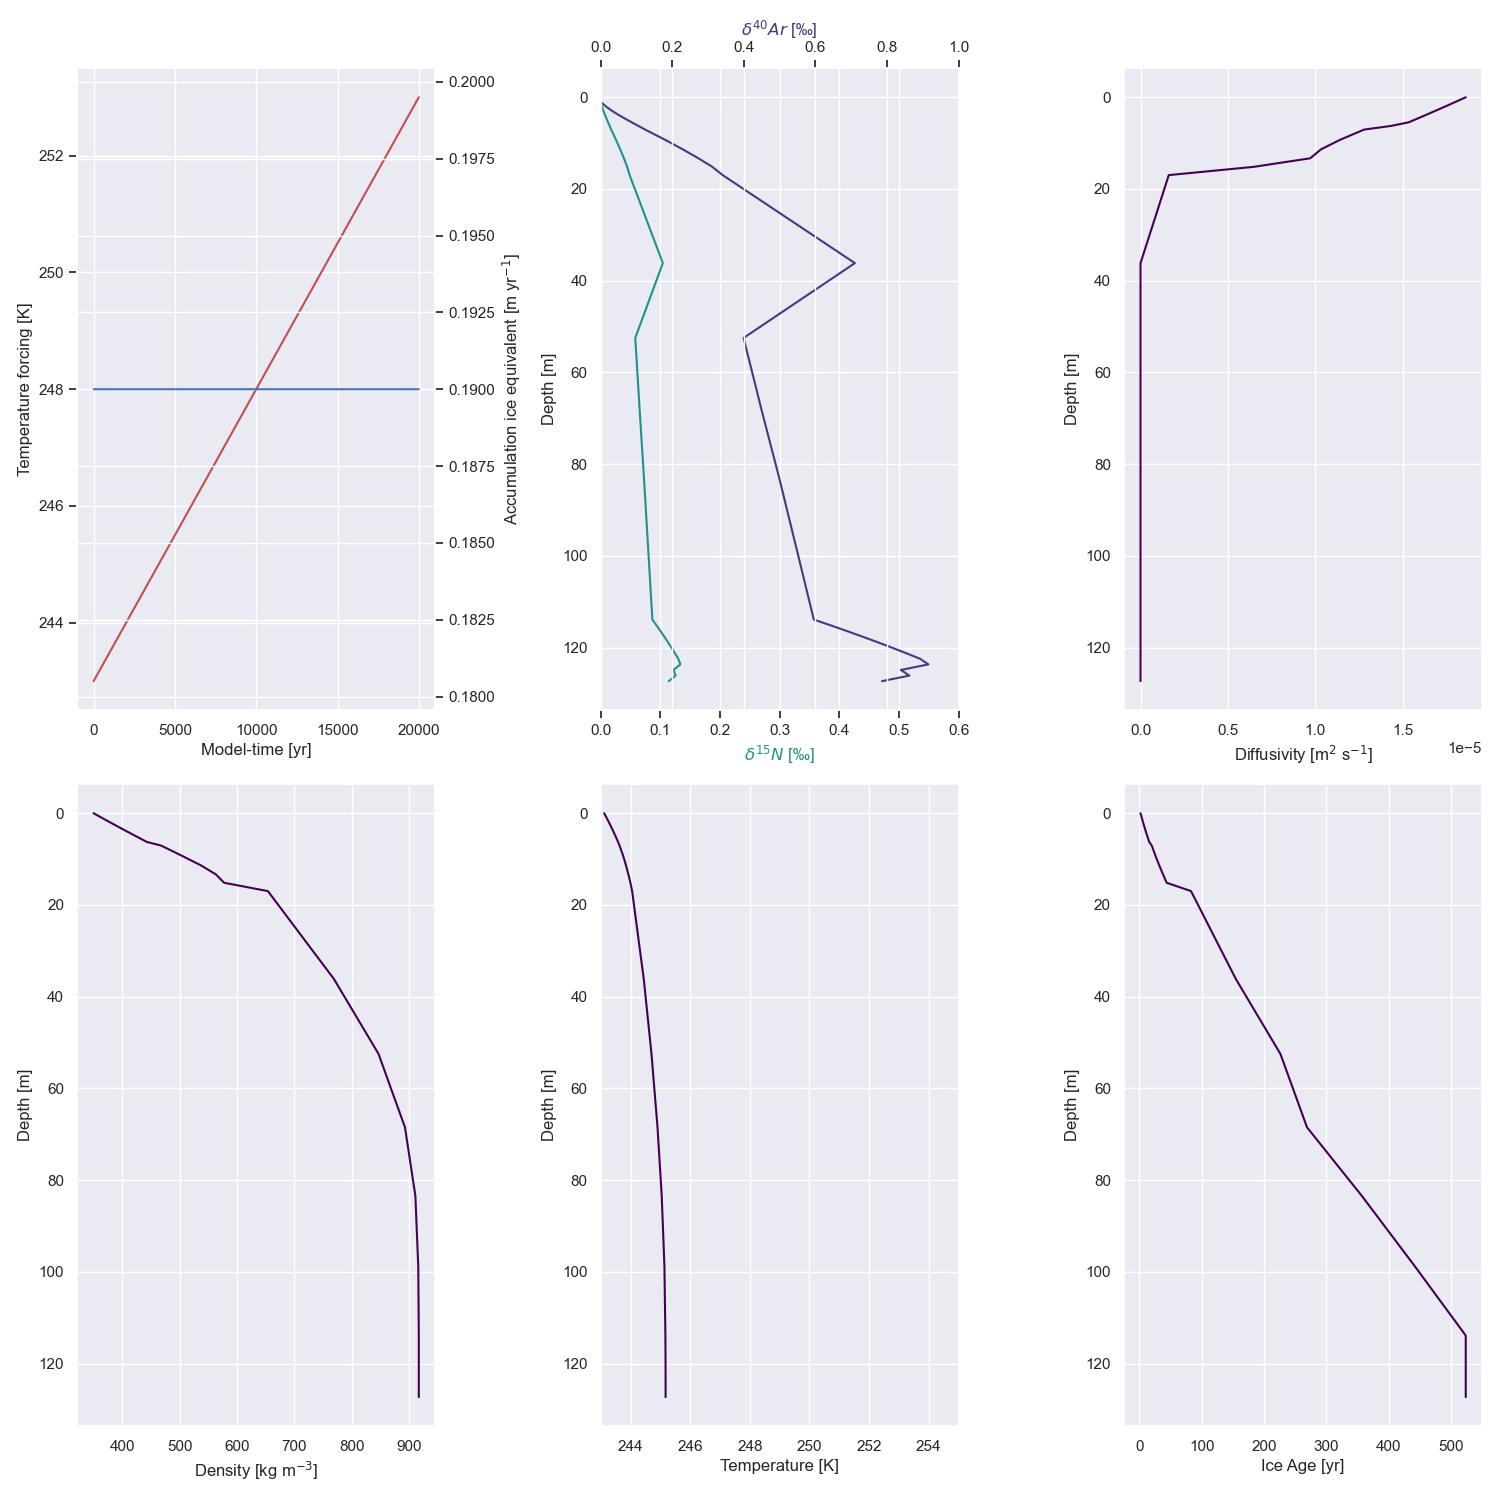 δ⁴⁰Ar [‰]
0.0 0.2 0.4 0.6 0.8 1.0
Temperature forcing [K]
252
250
248
246
244
0.2000
0.1975
0.1950
0.1925
0.1900
0.1875
0.1850
0.1825
0.1800
Accumulation ice equivalent [m yr⁻¹]
0 5000 10000 15000 20000
Model-time [yr]
Depth [m]
0
20
40
60
80
100
120
0.0 0.1 0.2 0.3 0.4 0.5 0.6
δ¹⁵N [‰]
Depth [m]
0
20
40
60
80
100
120
0.0 0.5 1.0 1.5
1e−5
Diffusivity [m² s⁻¹]
Depth [m]
0
20
40
60
80
100
120
400 500 600 700 800 900
Density [kg m⁻³]
Depth [m]
0
20
40
60
80
100
120
244 246 248 250 252 254
Temperature [K]
Depth [m]
0
20
40
60
80
100
120
0 100 200 300 400 500
Ice Age [yr]